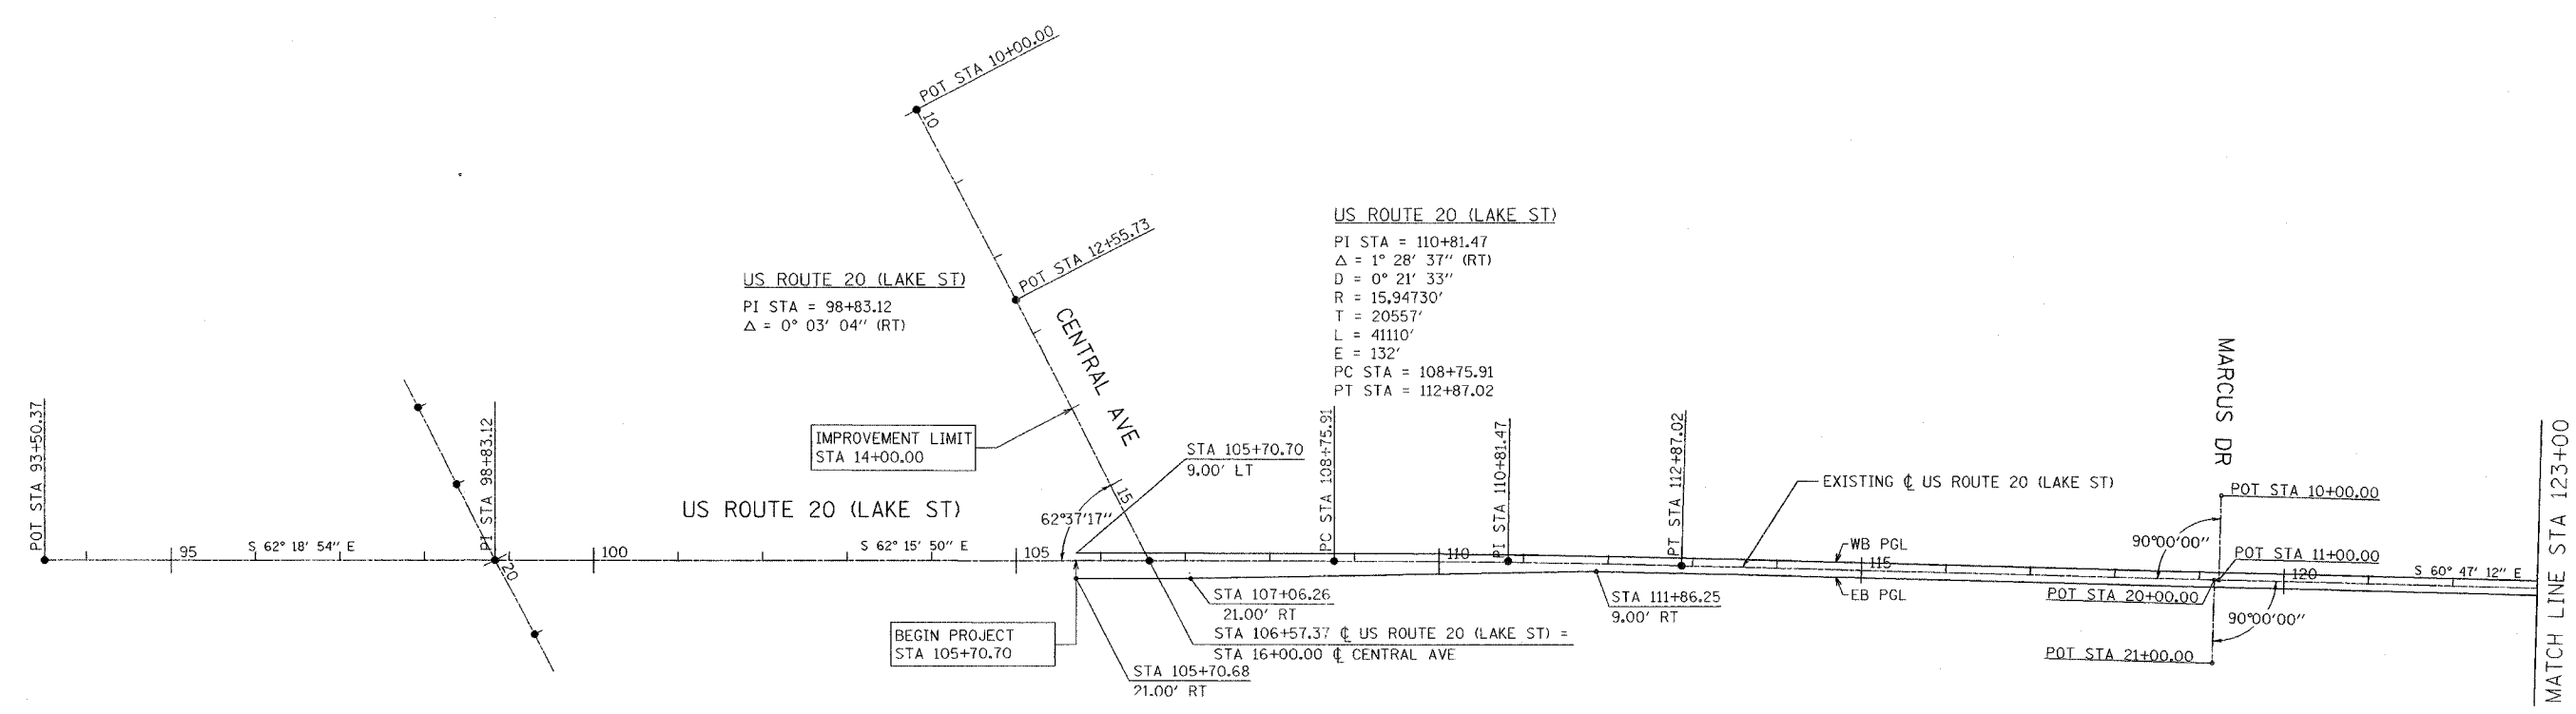 POT STA 10+00.00
10
POT STA 12+55.73
CENTRAL AVE
US ROUTE 20 (LAKE ST)
PI STA = 98+83.12
Δ = 0° 03' 04" (RT)
US ROUTE 20 (LAKE ST)
PI STA = 110+81.47
Δ = 1° 28' 37" (RT)
D = 0° 21' 33"
R = 15,94730'
T = 20557'
L = 41110'
E = 132'
PC STA = 108+75.91
PT STA = 112+87.02
IMPROVEMENT LIMIT
STA 14+00.00
STA 105+70.70
9.00' LT
15
62°37'17"
US ROUTE 20 (LAKE ST)
POT STA 93+50.37
95
S 62° 18' 54" E
PI STA 98+83.12
20
100
S 62° 15' 50" E
105
PC STA 108+75.91
110
PI STA 110+81.47
PT STA 112+87.02
WB PGL
115
EB PGL
EXISTING ℄ US ROUTE 20 (LAKE ST)
MARCUS DR
POT STA 10+00.00
90°00'00"
POT STA 11+00.00
120
S 60° 47' 12" E
POT STA 20+00.00
90°00'00"
POT STA 21+00.00
MATCH LINE STA 123+00
STA 107+06.26
21.00' RT
STA 111+86.25
9.00' RT
STA 106+57.37 ℄ US ROUTE 20 (LAKE ST) =
STA 16+00.00 ℄ CENTRAL AVE
BEGIN PROJECT
STA 105+70.70
STA 105+70.68
21.00' RT